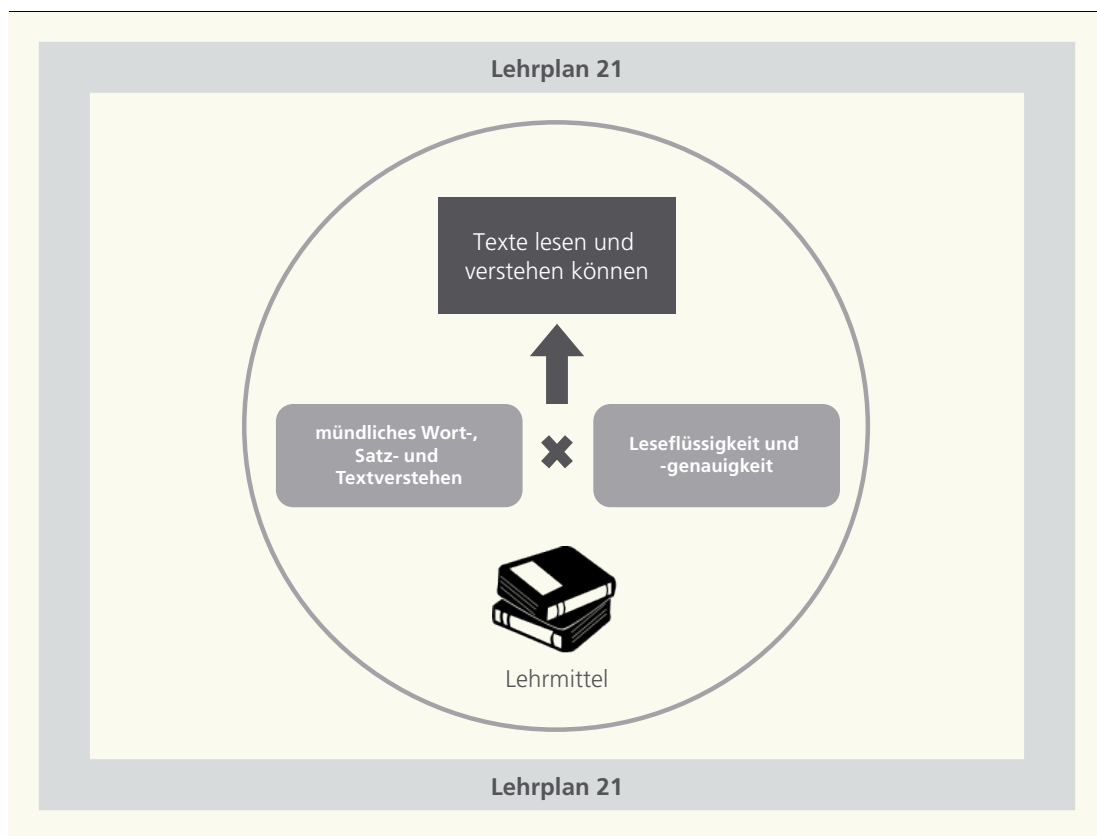 Lehrplan 21
Texte lesen und
verstehen können
mündliches Wort-,
Satz- und
Textverstehen
Leseflüssigkeit und
-genauigkeit
Lehrmittel
Lehrplan 21